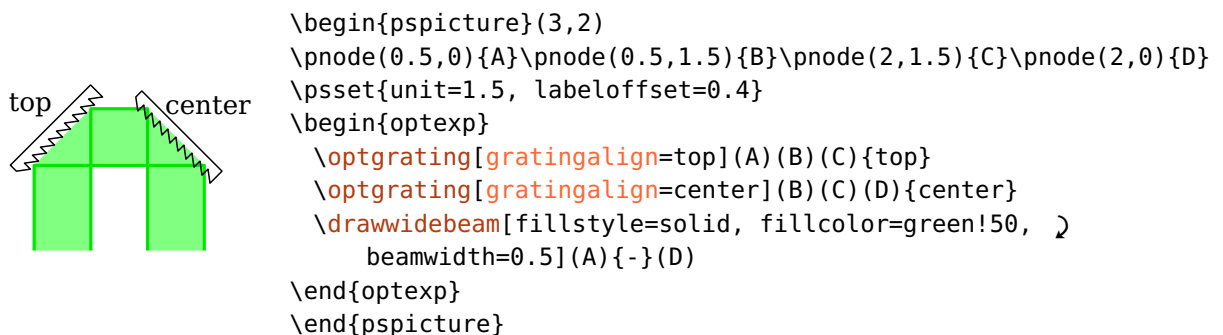 top
center
\begin{pspicture}(3,2)
\pnode(0.5,0){A}\pnode(0.5,1.5){B}\pnode(2,1.5){C}\pnode(2,0){D}
\psset{unit=1.5, labeloffset=0.4}
\begin{optexp}
\optgrating[gratingalign=top](A)(B)(C){top}
\optgrating[gratingalign=center](B)(C)(D){center}
\drawwidebeam[fillstyle=solid, fillcolor=green!50,
beamwidth=0.5](A){-}(D)
\end{optexp}
\end{pspicture}